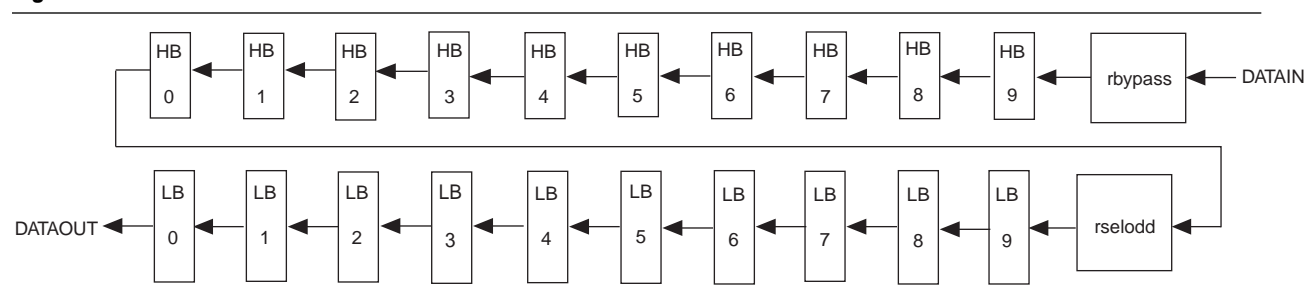 HB HB HB HB HB HB HB HB HB HB
0 1 2 3 4 5 6 7 8 9 rbypass DATAIN
LB LB LB LB LB LB LB LB LB LB
DATAOUT 0 1 2 3 4 5 6 7 8 9 rselodd